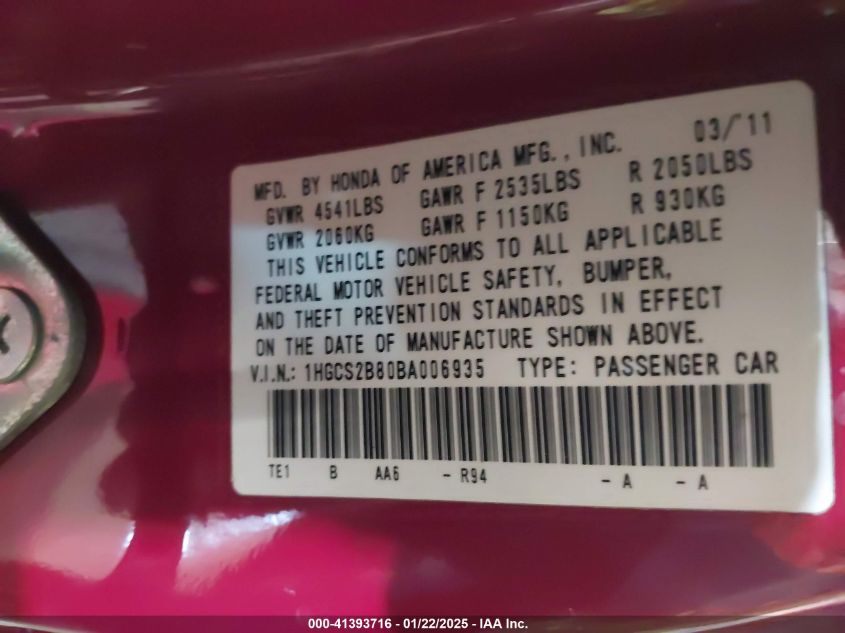 03/'11
MFD. BY HONDA OF AMERICA MFG., INC.
GVWR 4541LBS GAWR F 2535LBS R 2050LBS
GVWR 2060KG GAWR F 1150KG R 930KG
THIS VEHICLE CONFORMS TO ALL APPLICABLE
FEDERAL MOTOR VEHICLE SAFETY, BUMPER,
AND THEFT PREVENTION STANDARDS IN EFFECT
ON THE DATE OF MANUFACTURE SHOWN ABOVE.
V.I.N.: 1HGCS2B80BA006935 TYPE: PASSENGER CAR
TE1 B AA6 - R94 - A - A
000-41393716 - 01/22/2025 - IAA Inc.